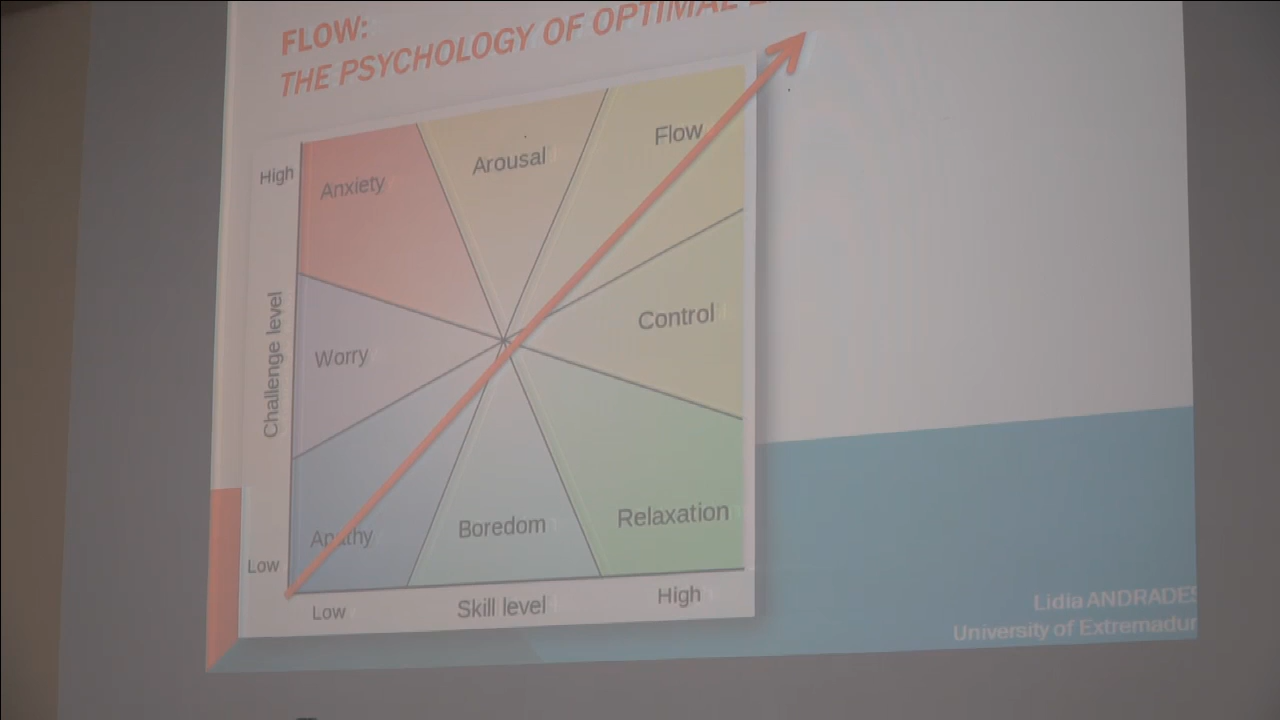 FLOW:
THE PSYCHOLOGY OF OPTIMAL
High
Anxiety
Arousal
Flow
Challenge level
Worry
Control
Apathy
Boredom
Relaxation
Low
Low
Skill level
High
Lidia ANDRADES
University of Extremadur